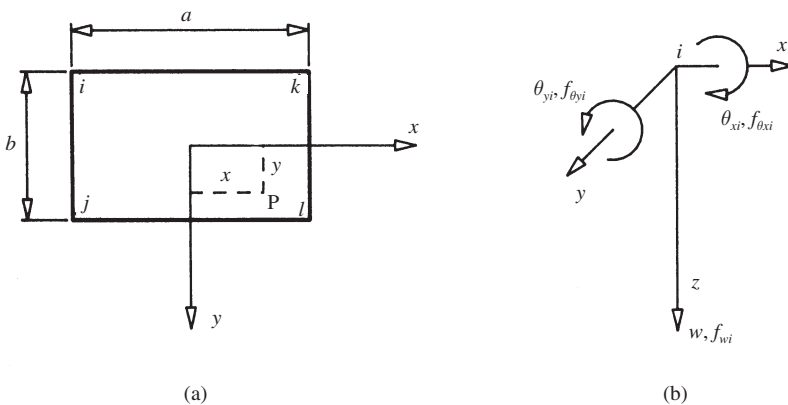 a
i
k
b
x
x
y
j
P
l
y
(a)
i
x
θyi, fθyi
θxi, fθxi
y
z
w, fwi
(b)